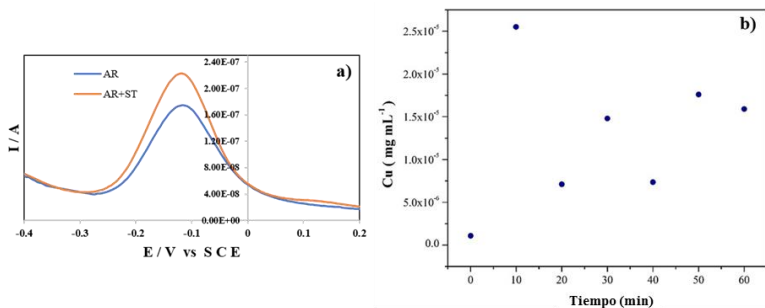 a)
AR
AR+ST
2.40E-07
2.00E-07
1.60E-07
1.20E-07
8.00E-08
4.00E-08
0.00E+00
I / A
-0.4
-0.3
-0.2
-0.1
0
0.1
0.2
E / V vs S C E
b)
2.5x10⁻⁵
2.0x10⁻⁵
1.5x10⁻⁵
1.0x10⁻⁵
5.0x10⁻⁶
0.0
Cu ( mg mL⁻¹)
0
10
20
30
40
50
60
Tiempo (min)